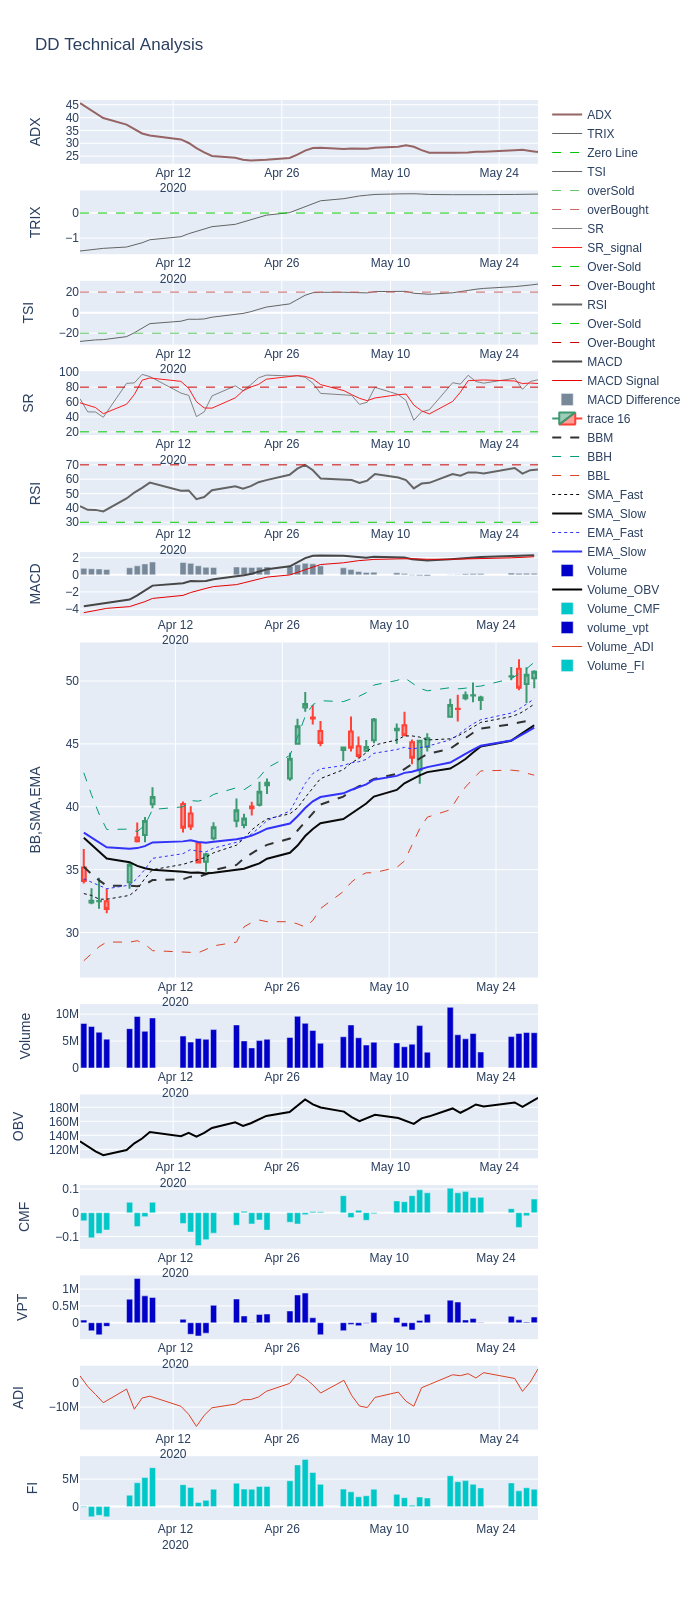 DD Technical Analysis
ADX
45
40
35
30
25
Apr 12
2020
Apr 26
May 10
May 24
TRIX
0
−1
Apr 12
2020
Apr 26
May 10
May 24
TSI
20
0
−20
Apr 12
2020
Apr 26
May 10
May 24
SR
100
80
60
40
20
Apr 12
2020
Apr 26
May 10
May 24
RSI
70
60
50
40
30
Apr 12
2020
Apr 26
May 10
May 24
MACD
2
0
−2
−4
Apr 12
2020
Apr 26
May 10
May 24
BB,SMA,EMA
50
45
40
35
30
Apr 12
2020
Apr 26
May 10
May 24
Volume
10M
5M
0
Apr 12
2020
Apr 26
May 10
May 24
OBV
180M
160M
140M
120M
Apr 12
2020
Apr 26
May 10
May 24
CMF
0.1
0
−0.1
Apr 12
2020
Apr 26
May 10
May 24
VPT
1M
0.5M
0
Apr 12
2020
Apr 26
May 10
May 24
ADI
0
−10M
Apr 12
2020
Apr 26
May 10
May 24
FI
5M
0
Apr 12
2020
Apr 26
May 10
May 24
ADX
TRIX
Zero Line
TSI
overSold
overBought
SR
SR_signal
Over-Sold
Over-Bought
RSI
Over-Sold
Over-Bought
MACD
MACD Signal
MACD Difference
trace 16
BBM
BBH
BBL
SMA_Fast
SMA_Slow
EMA_Fast
EMA_Slow
Volume
Volume_OBV
Volume_CMF
volume_vpt
Volume_ADI
Volume_FI